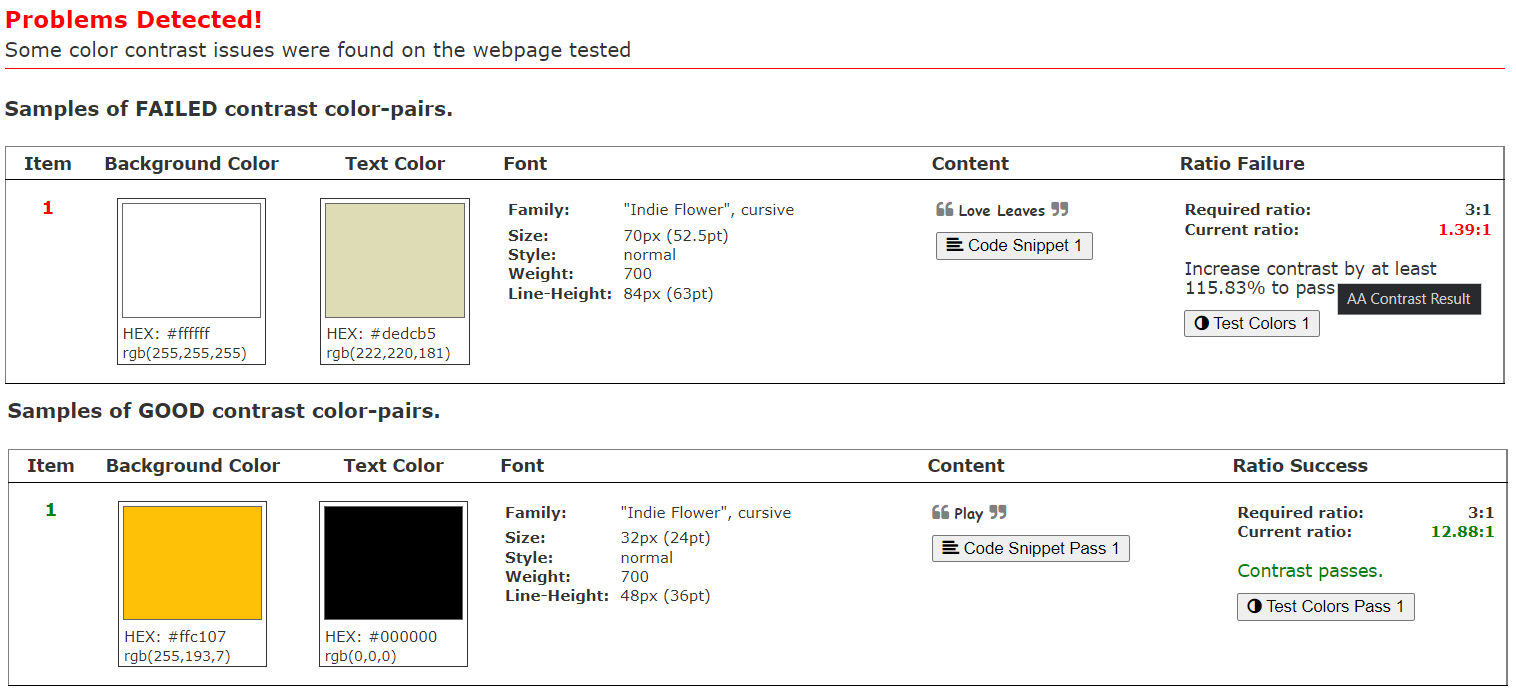 Problems Detected!
Some color contrast issues were found on the webpage tested
Samples of FAILED contrast color-pairs.
Item Background Color Text Color Font Content Ratio Failure
1
HEX: #ffffff
rgb(255,255,255)
HEX: #dedcb5
rgb(222,220,181)
Family: "Indie Flower", cursive
Size: 70px (52.5pt)
Style: normal
Weight: 700
Line-Height: 84px (63pt)
❝ Love Leaves ❞
Code Snippet 1
Required ratio: 3:1
Current ratio: 1.39:1
Increase contrast by at least
115.83% to pass
AA Contrast Result
Test Colors 1
Samples of GOOD contrast color-pairs.
Item Background Color Text Color Font Content Ratio Success
1
HEX: #ffc107
rgb(255,193,7)
HEX: #000000
rgb(0,0,0)
Family: "Indie Flower", cursive
Size: 32px (24pt)
Style: normal
Weight: 700
Line-Height: 48px (36pt)
❝ Play ❞
Code Snippet Pass 1
Required ratio: 3:1
Current ratio: 12.88:1
Contrast passes.
Test Colors Pass 1